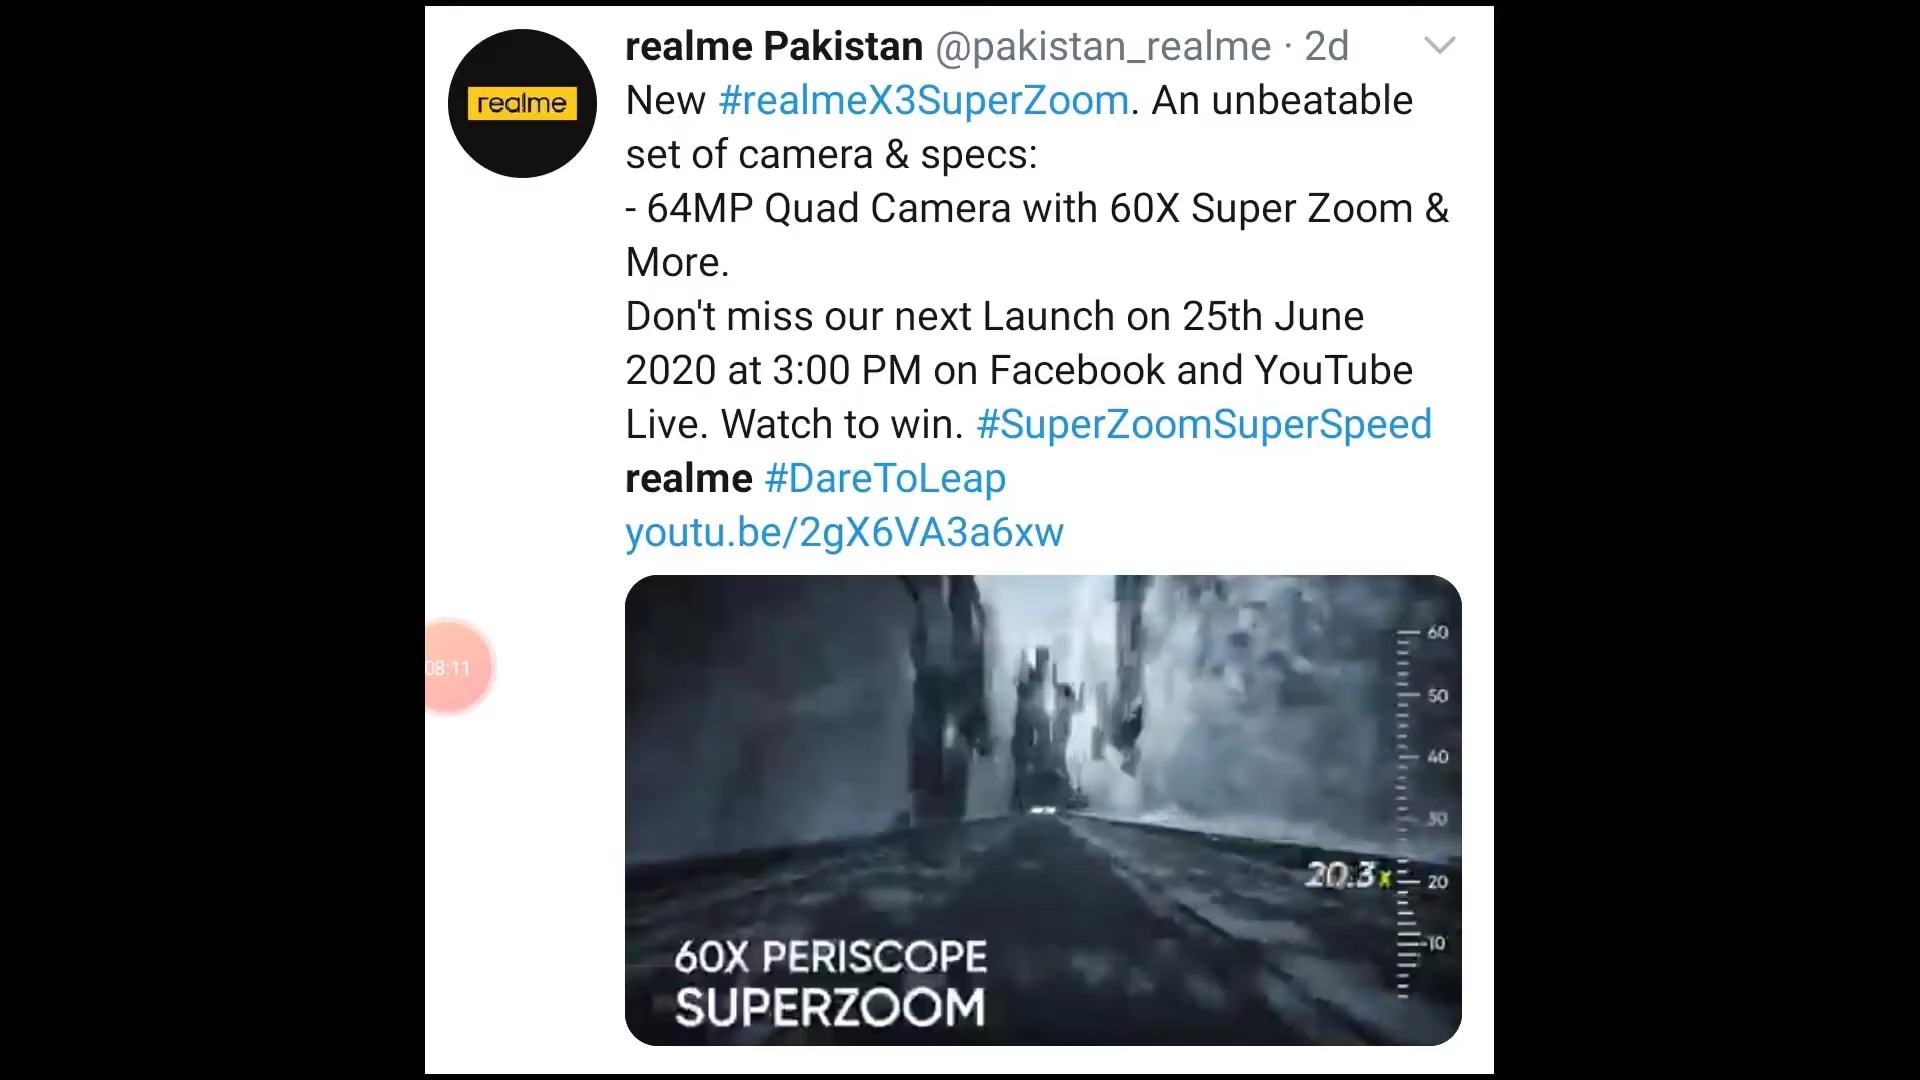 realme
realme Pakistan @pakistan_realme · 2d
New #realmeX3SuperZoom. An unbeatable
set of camera & specs:
- 64MP Quad Camera with 60X Super Zoom &
More.
Don't miss our next Launch on 25th June
2020 at 3:00 PM on Facebook and YouTube
Live. Watch to win. #SuperZoomSuperSpeed
realme #DareToLeap
youtu.be/2gX6VA3a6xw
08:11
60
50
40
30
20.3x
20
10
60X PERISCOPE
SUPERZOOM